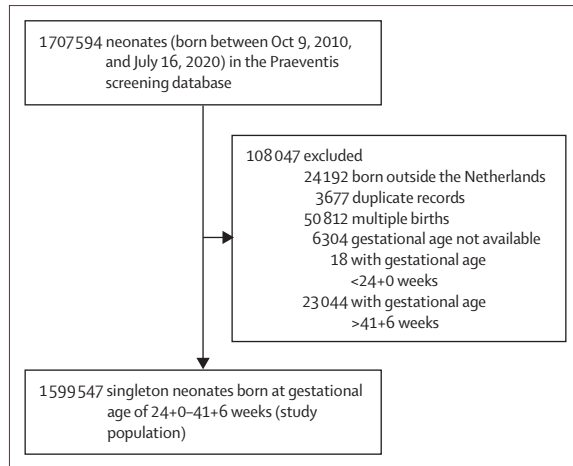 1707594 neonates (born between Oct 9, 2010,
and July 16, 2020) in the Praeventis
screening database
108047 excluded
24192 born outside the Netherlands
3677 duplicate records
50812 multiple births
6304 gestational age not available
18 with gestational age
<24+0 weeks
23044 with gestational age
>41+6 weeks
1599547 singleton neonates born at gestational
age of 24+0–41+6 weeks (study
population)